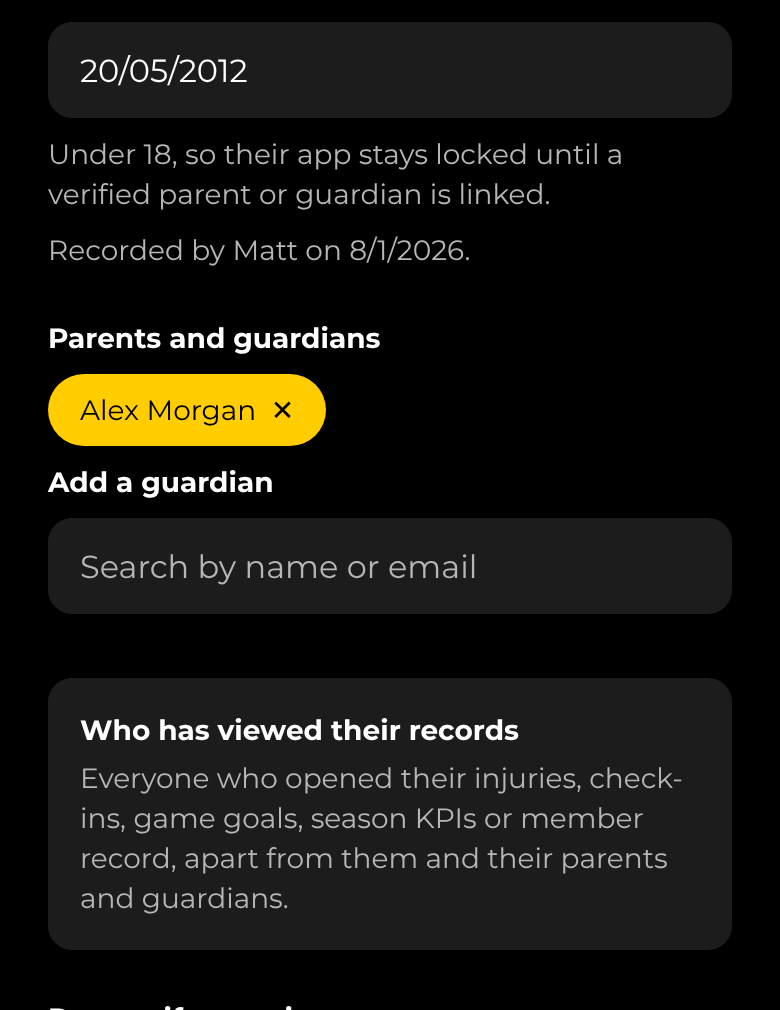 20/05/2012
Under 18, so their app stays locked until a
verified parent or guardian is linked.
Recorded by Matt on 8/1/2026.
Parents and guardians
Alex Morgan ✕
Add a guardian
Search by name or email
Who has viewed their records
Everyone who opened their injuries, check-
ins, game goals, season KPIs or member
record, apart from them and their parents
and guardians.